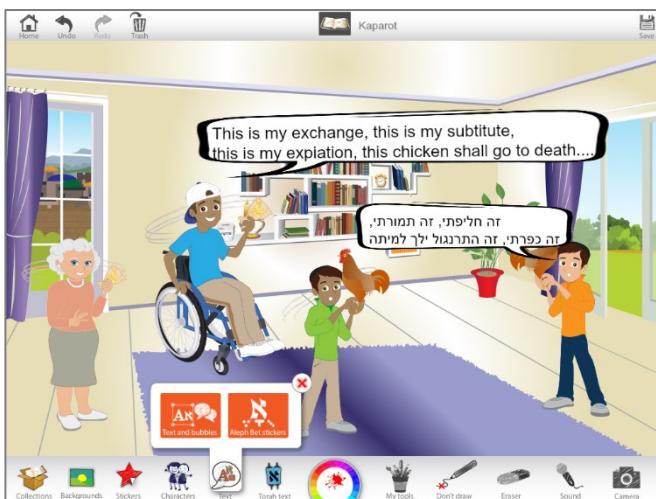 Home
Undo
Redo
Trash
Kaparot
Save
This is my exchange, this is my subtitute,
this is my expiation, this chicken shall go to death....
זה חליפתי, זה תמורתי,
זה כפרתי, זה התרנגול ילך למיתה
Aא
Text and bubbles
Aleph Bet stickers
Collections
Backgrounds
Stickers
Characters
Text
Torah text
My tools
Don't draw
Eraser
Sound
Camera